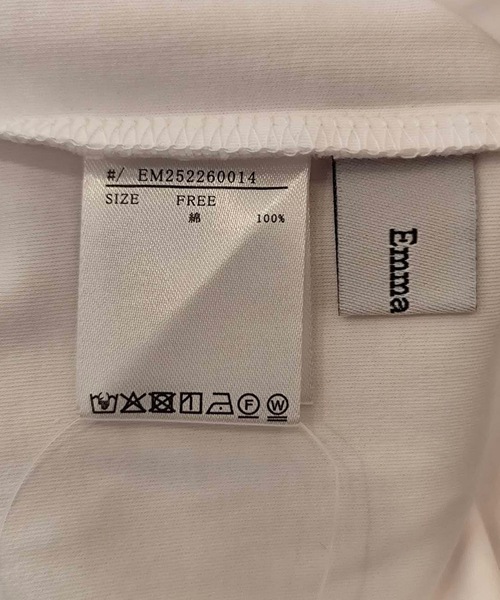 #/ EM252260014
SIZE FREE
綿 100%
F W
Emma